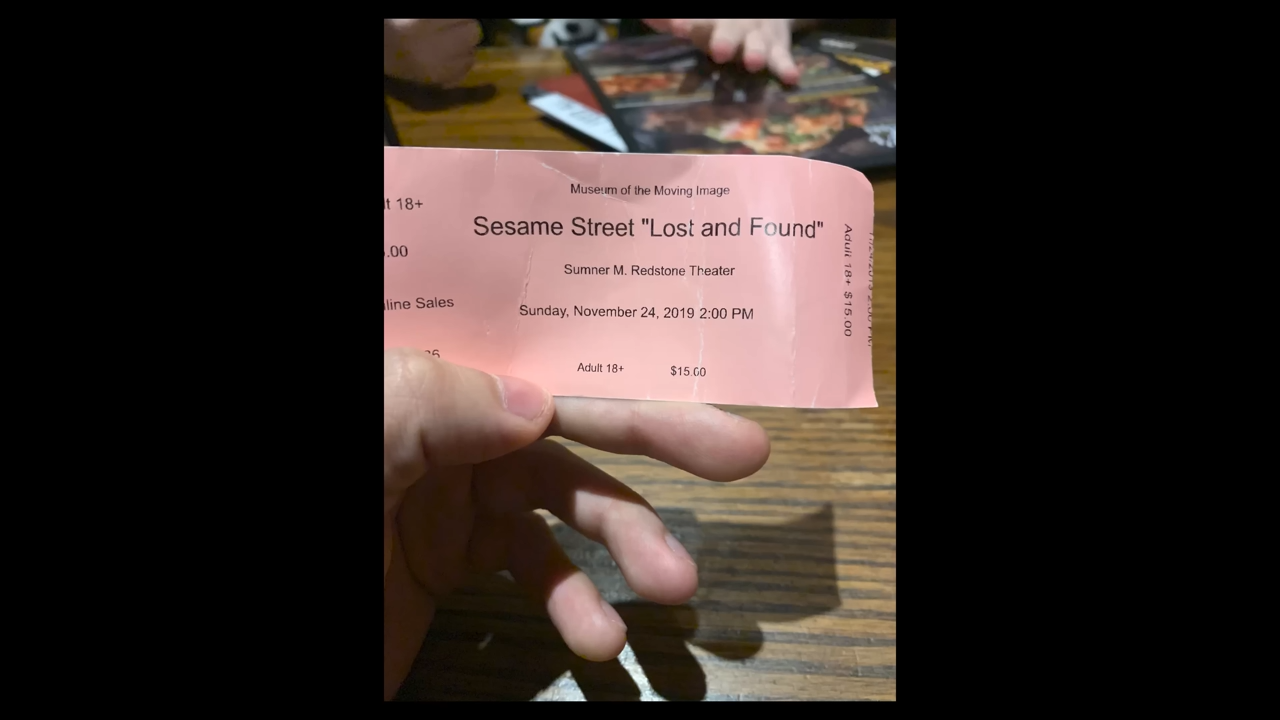 Museum of the Moving Image
Sesame Street "Lost and Found"
Sumner M. Redstone Theater
Sunday, November 24, 2019 2:00 PM
Adult 18+ $15.00
t 18+
.00
line Sales
Adult 18+ $15.00